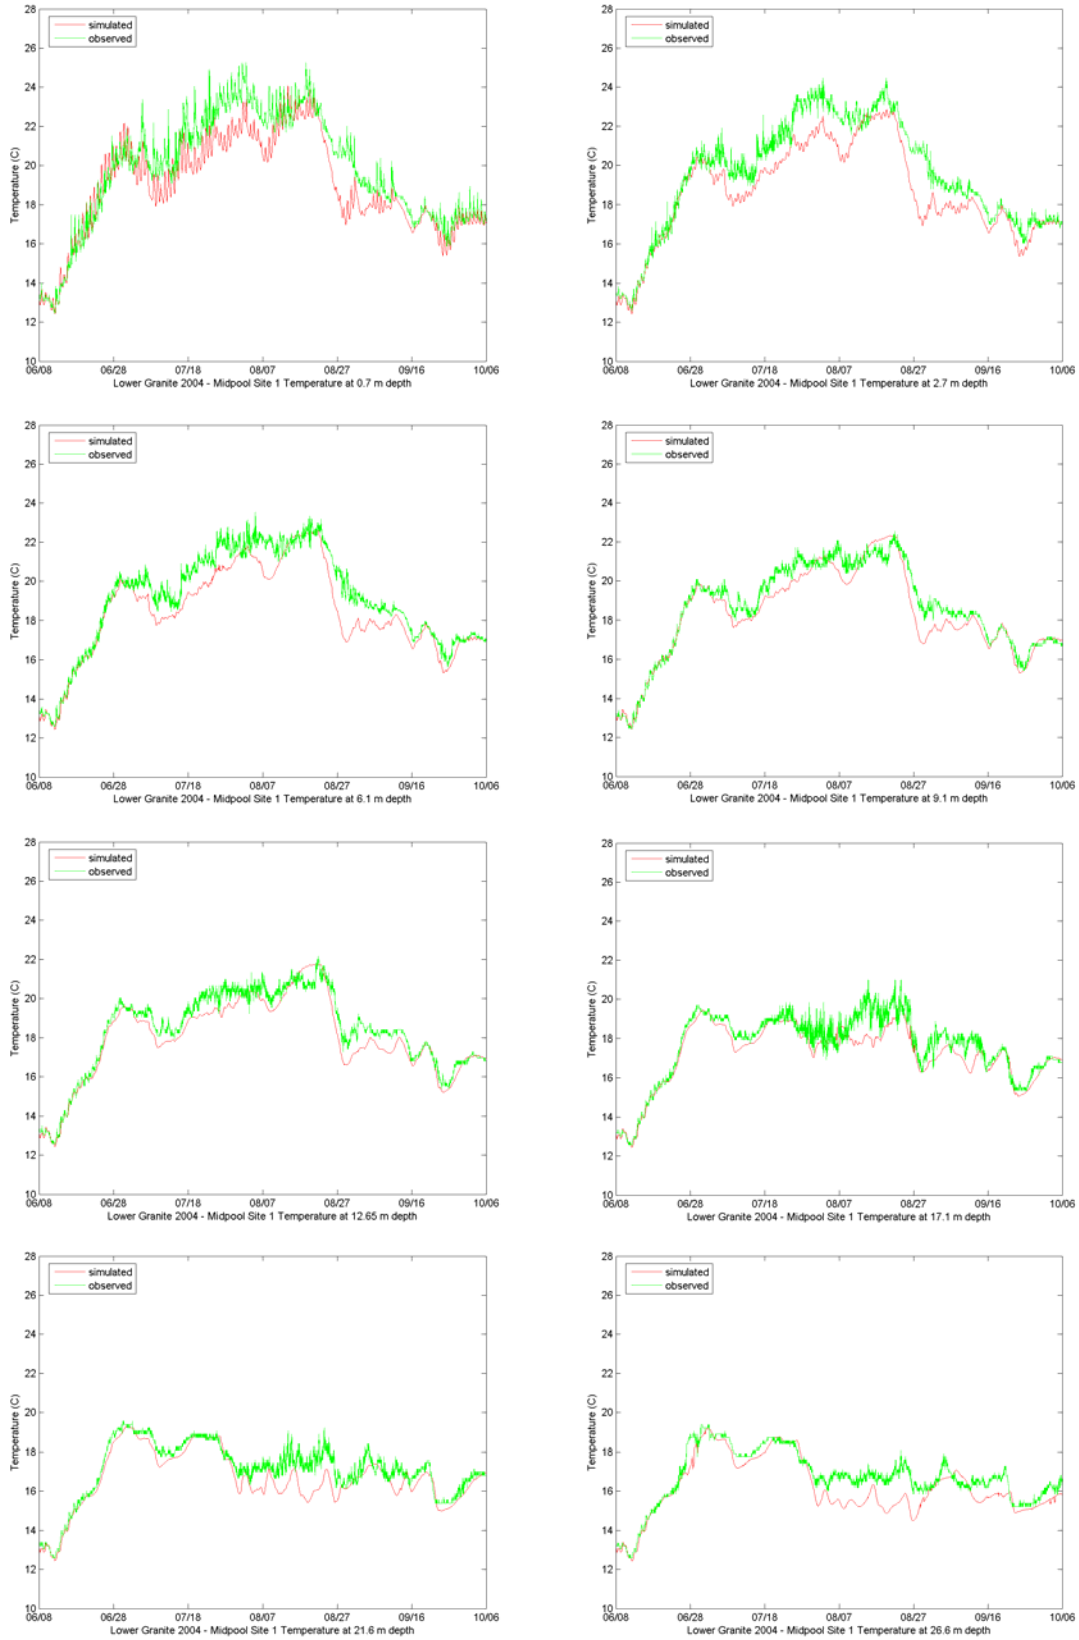 28
26
24
22
20
18
16
14
12
10
Temperature (C)
simulated
observed
06/08 06/28 07/18 08/07 08/27 09/16 10/06
Lower Granite 2004 - Midpool Site 1 Temperature at 0.7 m depth
28
26
24
22
20
18
16
14
12
10
Temperature (C)
simulated
observed
06/08 06/28 07/18 08/07 08/27 09/16 10/06
Lower Granite 2004 - Midpool Site 1 Temperature at 2.7 m depth
28
26
24
22
20
18
16
14
12
10
Temperature (C)
simulated
observed
06/08 06/28 07/18 08/07 08/27 09/16 10/06
Lower Granite 2004 - Midpool Site 1 Temperature at 6.1 m depth
28
26
24
22
20
18
16
14
12
10
Temperature (C)
simulated
observed
06/08 06/28 07/18 08/07 08/27 09/16 10/06
Lower Granite 2004 - Midpool Site 1 Temperature at 9.1 m depth
28
26
24
22
20
18
16
14
12
10
Temperature (C)
simulated
observed
06/08 06/28 07/18 08/07 08/27 09/16 10/06
Lower Granite 2004 - Midpool Site 1 Temperature at 12.65 m depth
28
26
24
22
20
18
16
14
12
10
Temperature (C)
simulated
observed
06/08 06/28 07/18 08/07 08/27 09/16 10/06
Lower Granite 2004 - Midpool Site 1 Temperature at 17.1 m depth
28
26
24
22
20
18
16
14
12
10
Temperature (C)
simulated
observed
06/08 06/28 07/18 08/07 08/27 09/16 10/06
Lower Granite 2004 - Midpool Site 1 Temperature at 21.6 m depth
28
26
24
22
20
18
16
14
12
10
Temperature (C)
simulated
observed
06/08 06/28 07/18 08/07 08/27 09/16 10/06
Lower Granite 2004 - Midpool Site 1 Temperature at 26.6 m depth